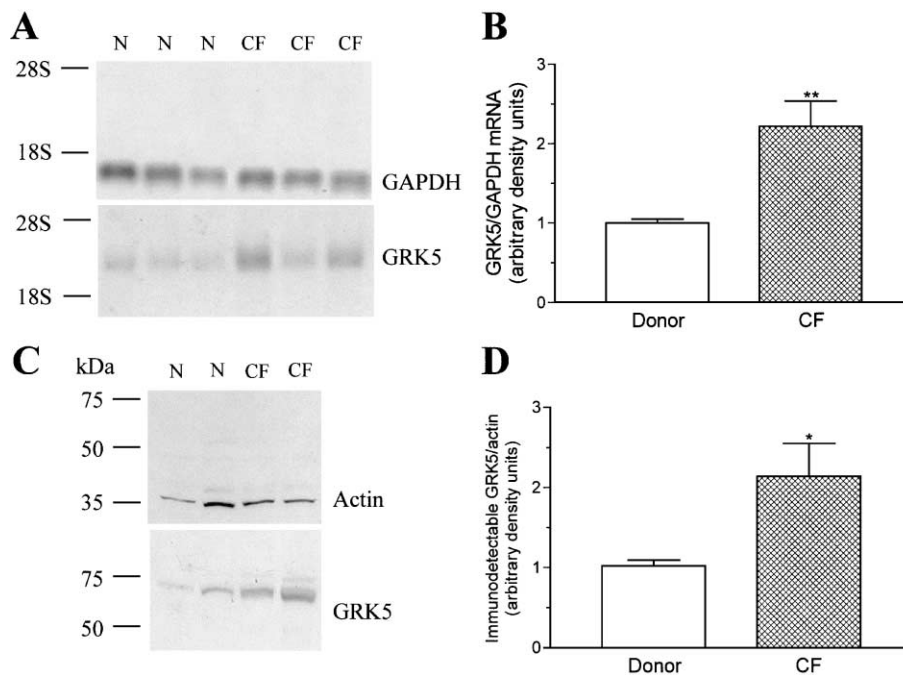 A
N N N CF CF CF
28S
18S
GAPDH
28S
GRK5
18S
B
GRK5/GAPDH mRNA
(arbitrary density units)
3
2
1
0
**
Donor CF
C
kDa
N N CF CF
75
50
35
Actin
75
GRK5
50
D
Immunodetectable GRK5/actin
(arbitrary density units)
3
2
1
0
*
Donor CF